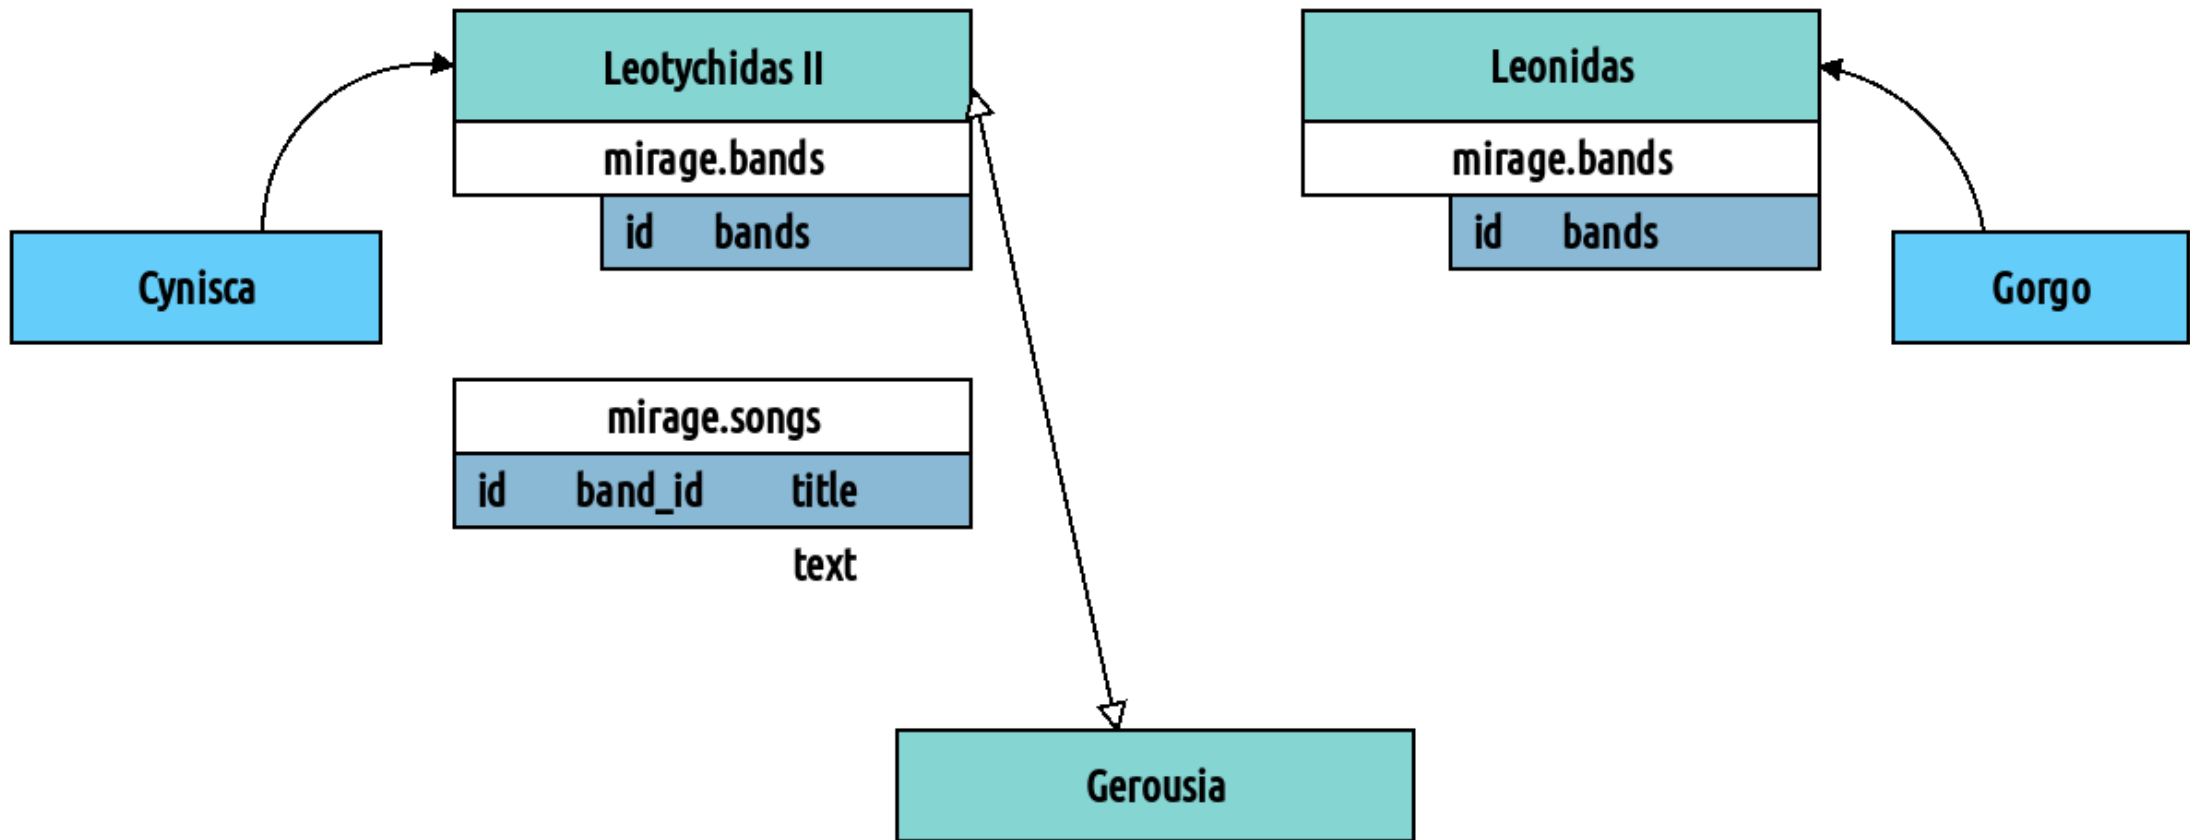 Leotychidas II
Leonidas
mirage.bands
mirage.bands
id bands
id bands
Cynisca
Gorgo
mirage.songs
id band_id title
text
Gerousia